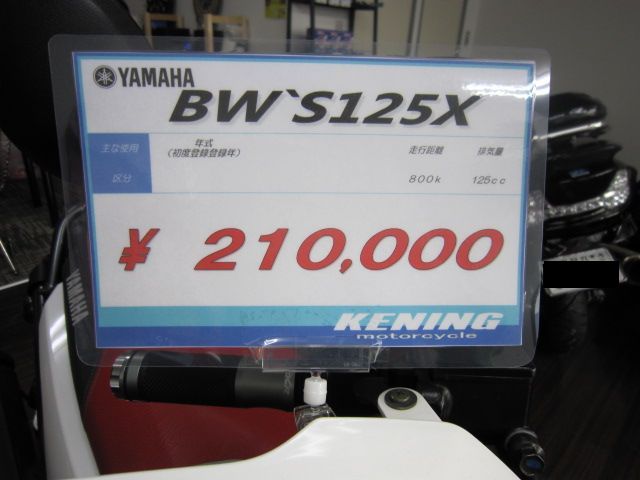 YAMAHA
BW`S125X
主な使用
区分
年式
(初度登録登録年)
走行距離
800k
排気量
125cc
¥ 210,000
KENING
motorcycle
YAMAHA